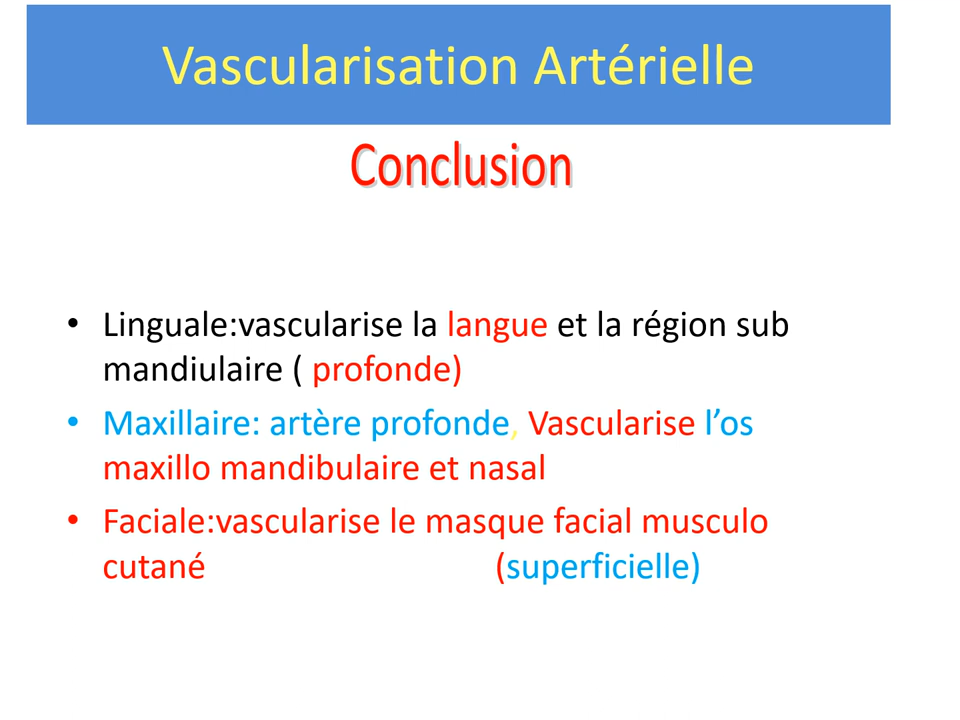 Vascularisation Artérielle
Conclusion
• Linguale:vascularise la langue et la région sub
mandiulaire ( profonde)
• Maxillaire: artère profonde, Vascularise l’os
maxillo mandibulaire et nasal
• Faciale:vascularise le masque facial musculo
cutané (superficielle)